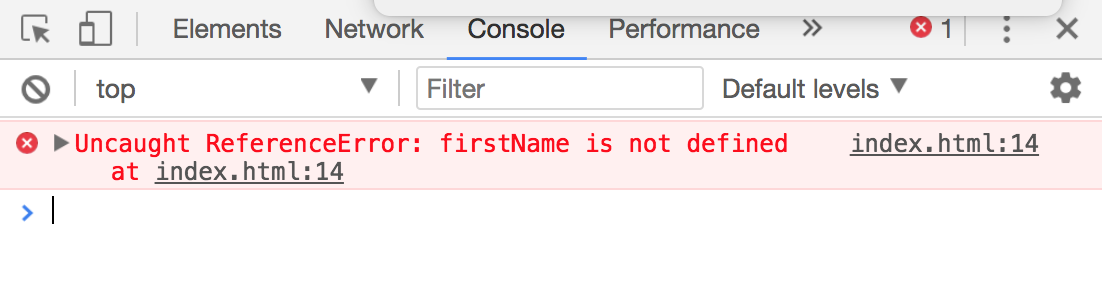 Elements Network Console Performance » 1
top Filter Default levels
Uncaught ReferenceError: firstName is not defined index.html:14
at index.html:14